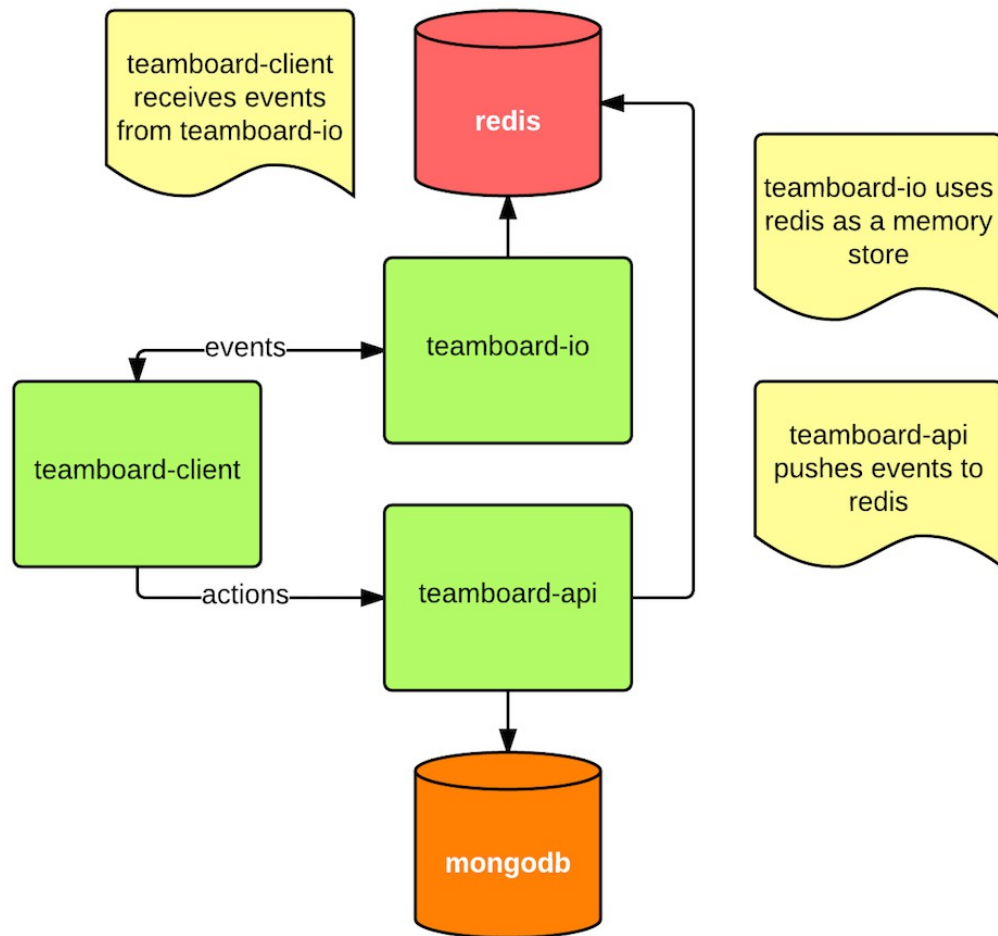 teamboard-client
receives events
from teamboard-io
redis
teamboard-io uses
redis as a memory
store
events
teamboard-io
teamboard-client
teamboard-api
pushes events to
redis
actions
teamboard-api
mongodb